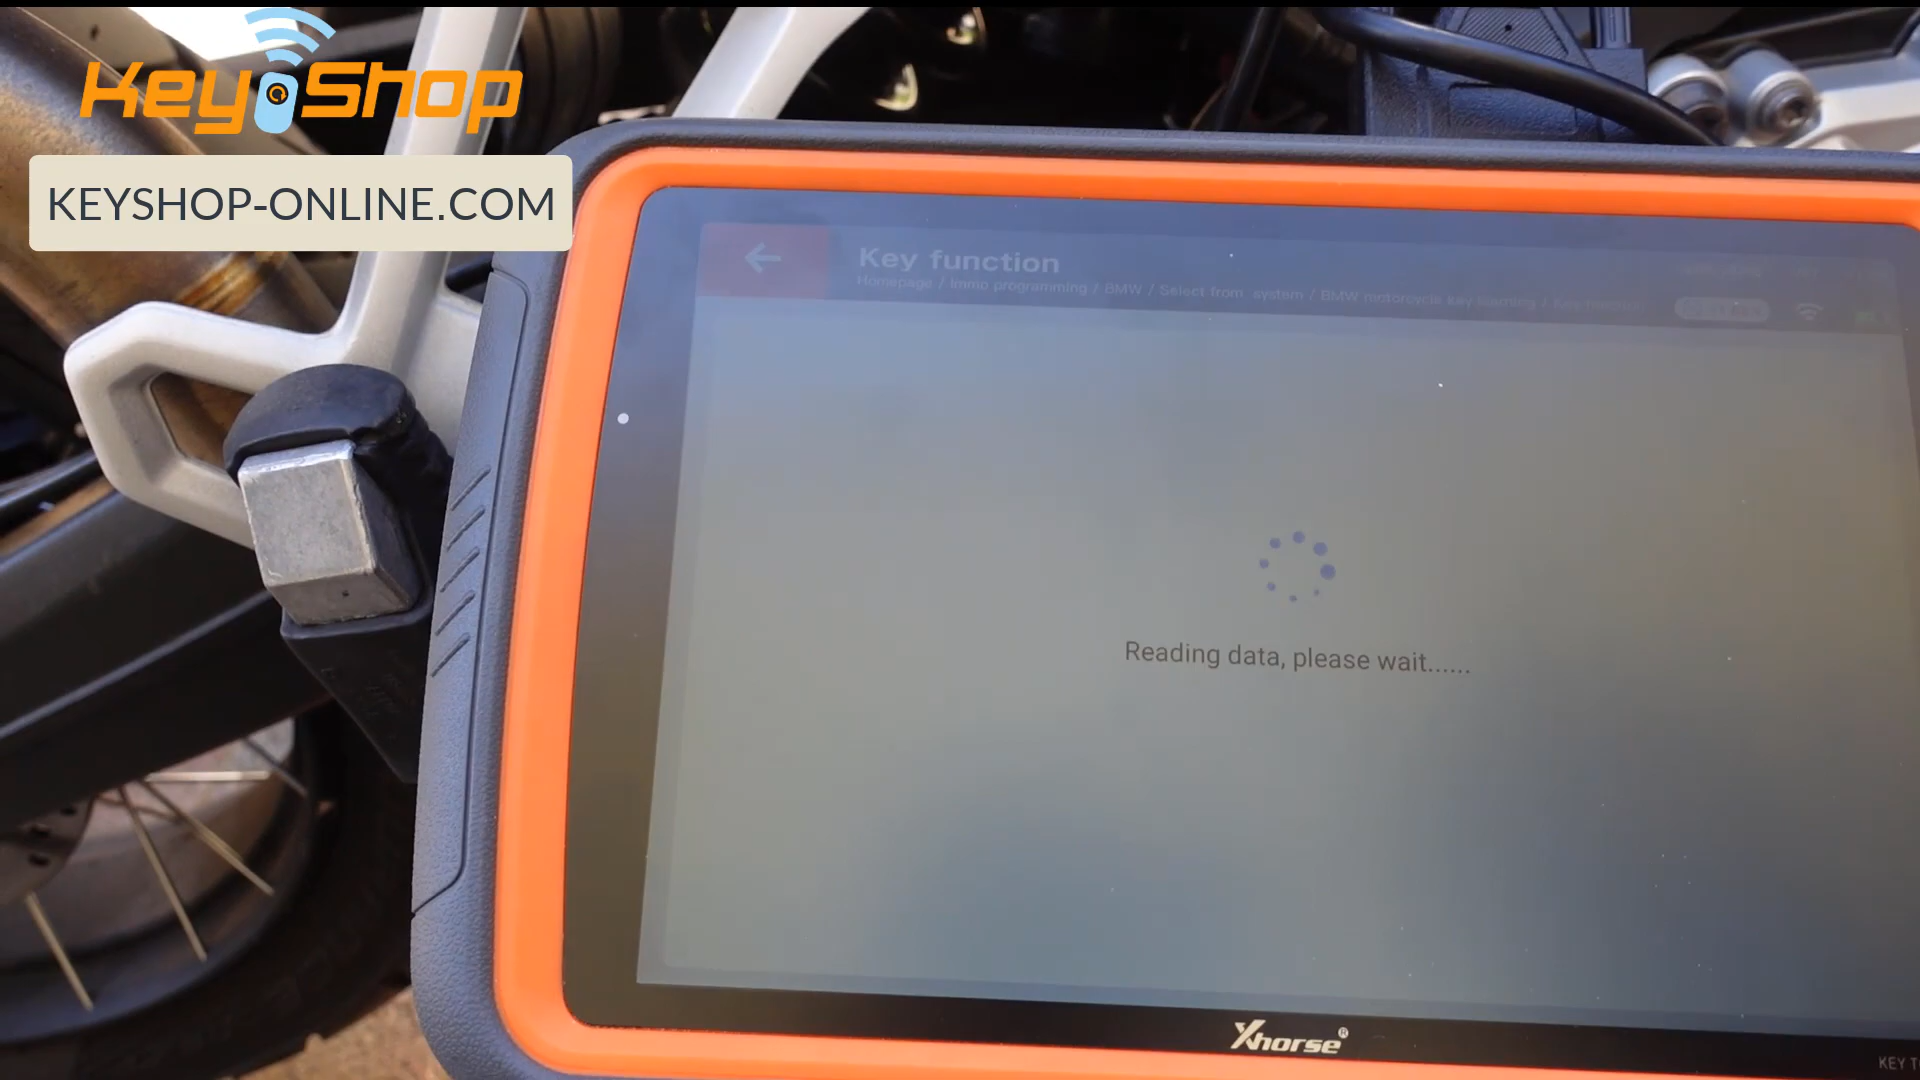 KeyShop
KEYSHOP-ONLINE.COM
Key function
Homepage / Immo programming / BMW / Select from system / BMW motorcycle key learning / Key function
Reading data, please wait......
Xhorse®
KEY T